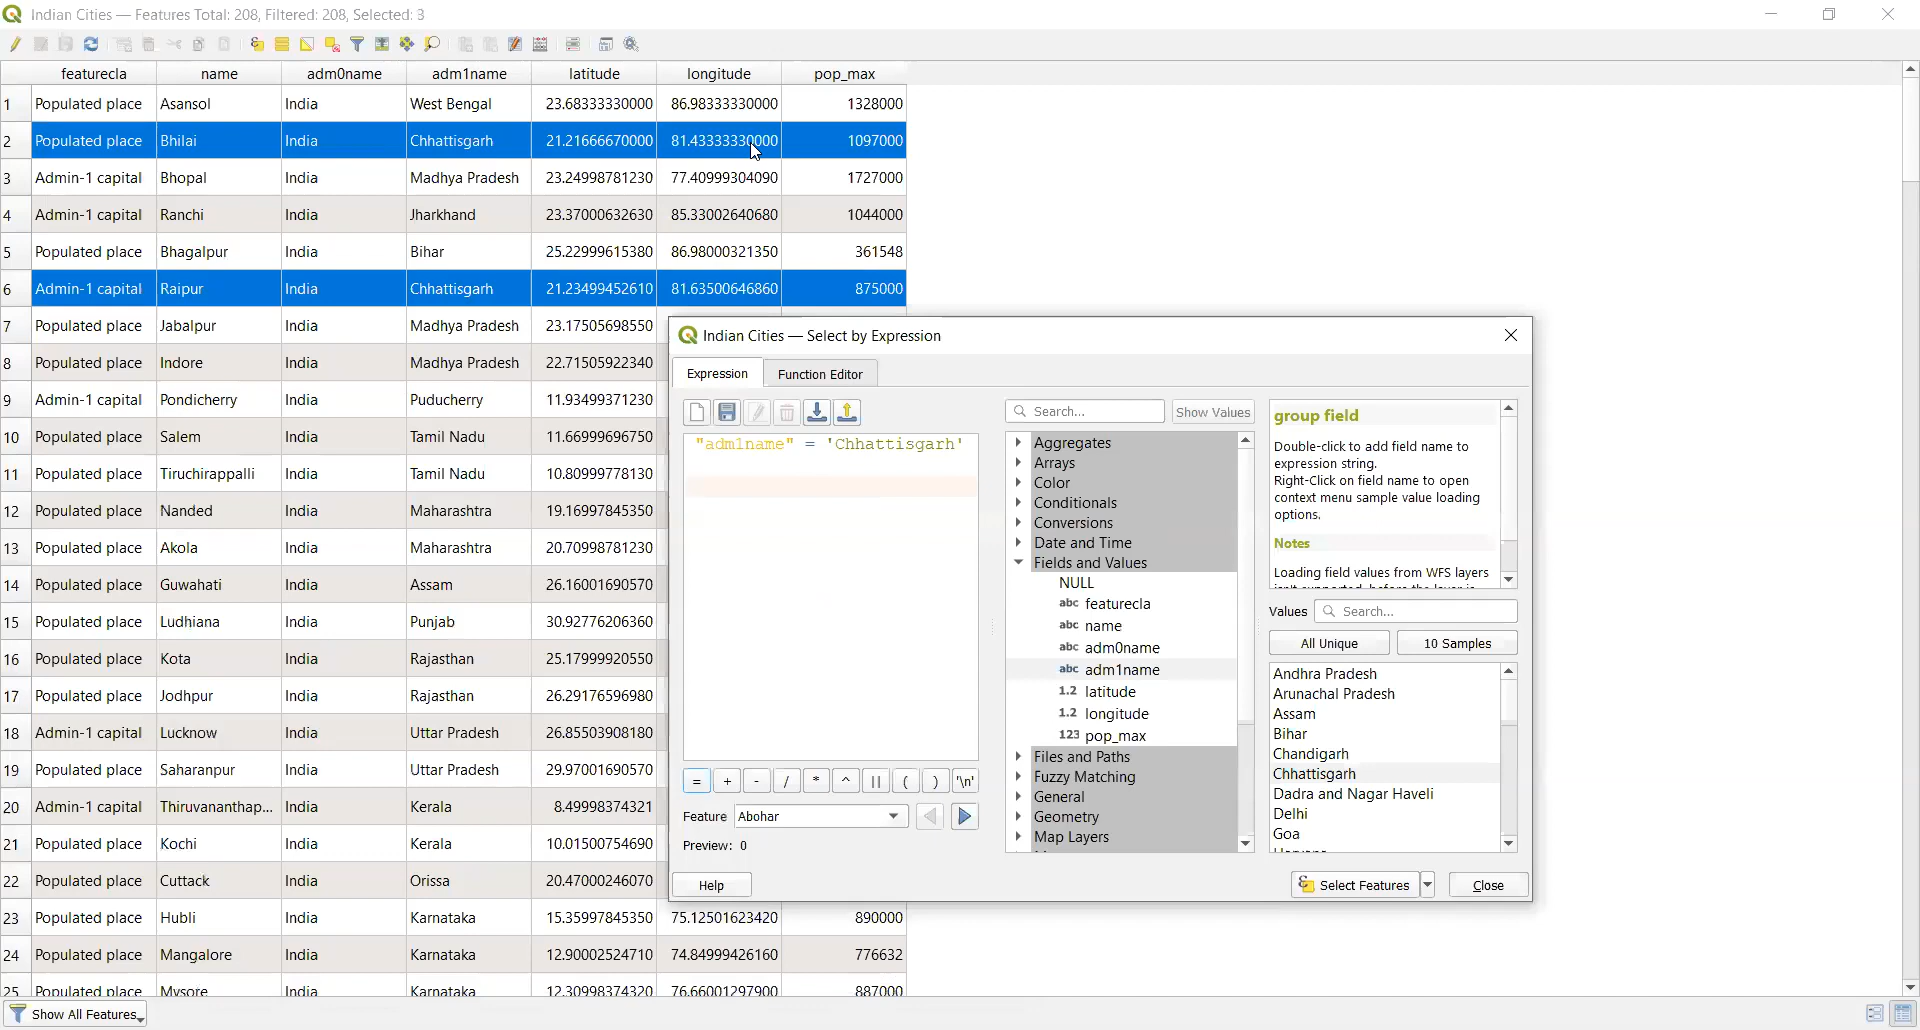 Indian Cities — Features Total: 208, Filtered: 208, Selected: 3
featurecla name adm0name adm1name latitude longitude pop_max
1 Populated place Asansol India West Bengal 23.68333330000 86.98333330000 1328000
2 Populated place Bhilai India Chhattisgarh 21.21666670000 81.43333330000 1097000
3 Admin-1 capital Bhopal India Madhya Pradesh 23.24998781230 77.40999304090 1727000
4 Admin-1 capital Ranchi India Jharkhand 23.37000632630 85.33002640680 1044000
5 Populated place Bhagalpur India Bihar 25.22999615380 86.98000321350 361548
6 Admin-1 capital Raipur India Chhattisgarh 21.23499452610 81.63500646860 875000
7 Populated place Jabalpur India Madhya Pradesh 23.17505698550
8 Populated place Indore India Madhya Pradesh 22.71505922340
9 Admin-1 capital Pondicherry India Puducherry 11.93499371230
10 Populated place Salem India Tamil Nadu 11.66999696750
11 Populated place Tiruchirappalli India Tamil Nadu 10.80999778130
12 Populated place Nanded India Maharashtra 19.16997845350
13 Populated place Akola India Maharashtra 20.70998781230
14 Populated place Guwahati India Assam 26.16001690570
15 Populated place Ludhiana India Punjab 30.92776206360
16 Populated place Kota India Rajasthan 25.17999920550
17 Populated place Jodhpur India Rajasthan 26.29176596980
18 Admin-1 capital Lucknow India Uttar Pradesh 26.85503908180
19 Populated place Saharanpur India Uttar Pradesh 29.97001690570
20 Admin-1 capital Thiruvananthap... India Kerala 8.49998374321
21 Populated place Kochi India Kerala 10.01500754690
22 Populated place Cuttack India Orissa 20.47000246070
23 Populated place Hubli India Karnataka 15.35997845350 75.12501623420 890000
24 Populated place Mangalore India Karnataka 12.90002524710 74.84999426160 776632
25 Populated place Mysore India Karnataka 12.30998374320 76.66001297900 887000
Show All Features
Indian Cities — Select by Expression
Expression Function Editor
"adm1name" = 'Chhattisgarh'
= + - / * ^ || ( ) '\n'
Feature Abohar
Preview: 0
Help
Search... Show Values
Aggregates
Arrays
Color
Conditionals
Conversions
Date and Time
Fields and Values
NULL
abc featurecla
abc name
abc adm0name
abc adm1name
1.2 latitude
1.2 longitude
123 pop_max
Files and Paths
Fuzzy Matching
General
Geometry
Map Layers
group field
Double-click to add field name to
expression string.
Right-Click on field name to open
context menu sample value loading
options.
Notes
Loading field values from WFS layers
Values Search...
All Unique 10 Samples
Andhra Pradesh
Arunachal Pradesh
Assam
Bihar
Chandigarh
Chhattisgarh
Dadra and Nagar Haveli
Delhi
Goa
Select Features Close